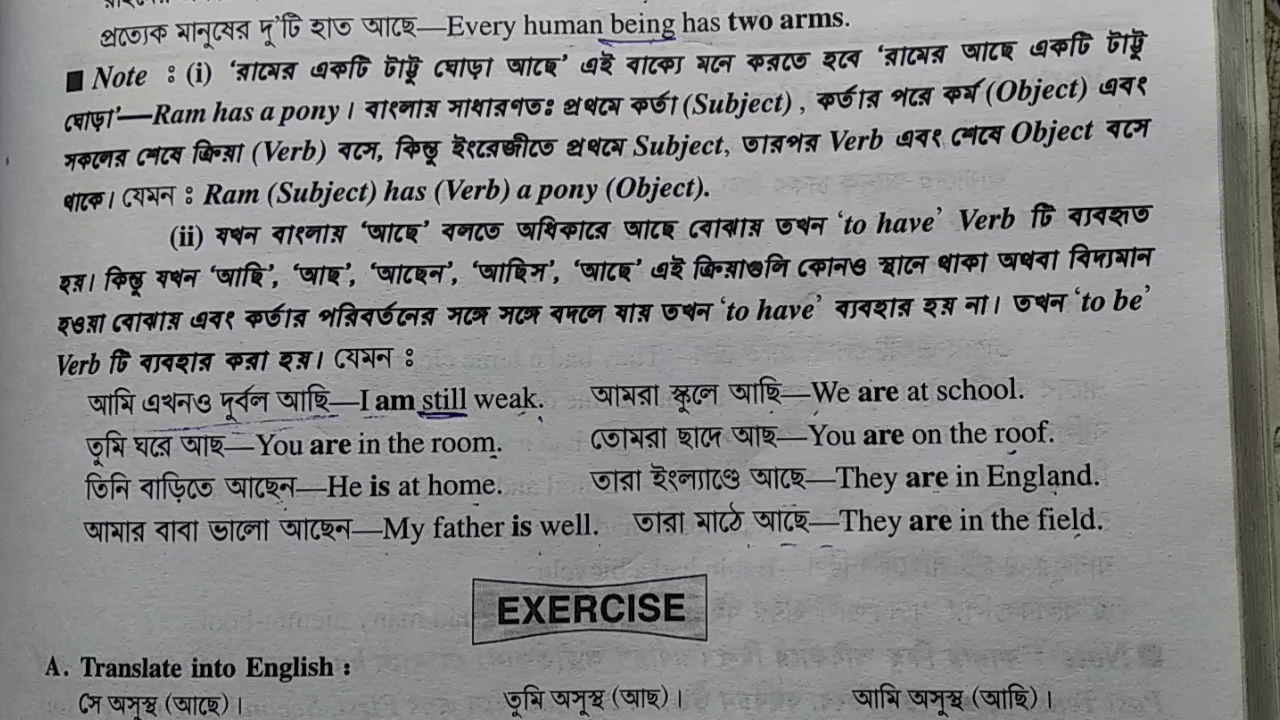 প্রত্যেক মানুষের দু'টি হাত আছে—Every human being has two arms.
■ Note : (i) 'রামের একটি টাট্টু ঘোড়া আছে' এই বাক্যে মনে করতে হবে 'রামের আছে একটি টাট্টু
ঘোড়া'—Ram has a pony। বাংলায় সাধারণতঃ প্রথমে কর্তা (Subject), কর্তার পরে কর্ম (Object) এবং
সকলের শেষে ক্রিয়া (Verb) বসে, কিন্তু ইংরেজীতে প্রথমে Subject, তারপর Verb এবং শেষে Object বসে
থাকে। যেমন : Ram (Subject) has (Verb) a pony (Object).
(ii) যখন বাংলায় 'আছে' বলতে অধিকারে আছে বোঝায় তখন 'to have' Verb টি ব্যবহৃত
হয়। কিন্তু যখন 'আছি', 'আছ', 'আছেন', 'আছিস', 'আছে' এই ক্রিয়াগুলি কোনও স্থানে থাকা অথবা বিদ্যমান
হওয়া বোঝায় এবং কর্তার পরিবর্তনের সঙ্গে সঙ্গে বদলে যায় তখন 'to have' ব্যবহার হয় না। তখন 'to be'
Verb টি ব্যবহার করা হয়। যেমন :
আমি এখনও দুর্বল আছি—I am still weak. আমরা স্কুলে আছি—We are at school.
তুমি ঘরে আছ—You are in the room. তোমরা ছাদে আছ—You are on the roof.
তিনি বাড়িতে আছেন—He is at home. তারা ইংল্যাণ্ডে আছে—They are in England.
আমার বাবা ভালো আছেন—My father is well. তারা মাঠে আছে—They are in the field.
EXERCISE
A. Translate into English :
সে অসুস্থ (আছে)। তুমি অসুস্থ (আছ)। আমি অসুস্থ (আছি)।